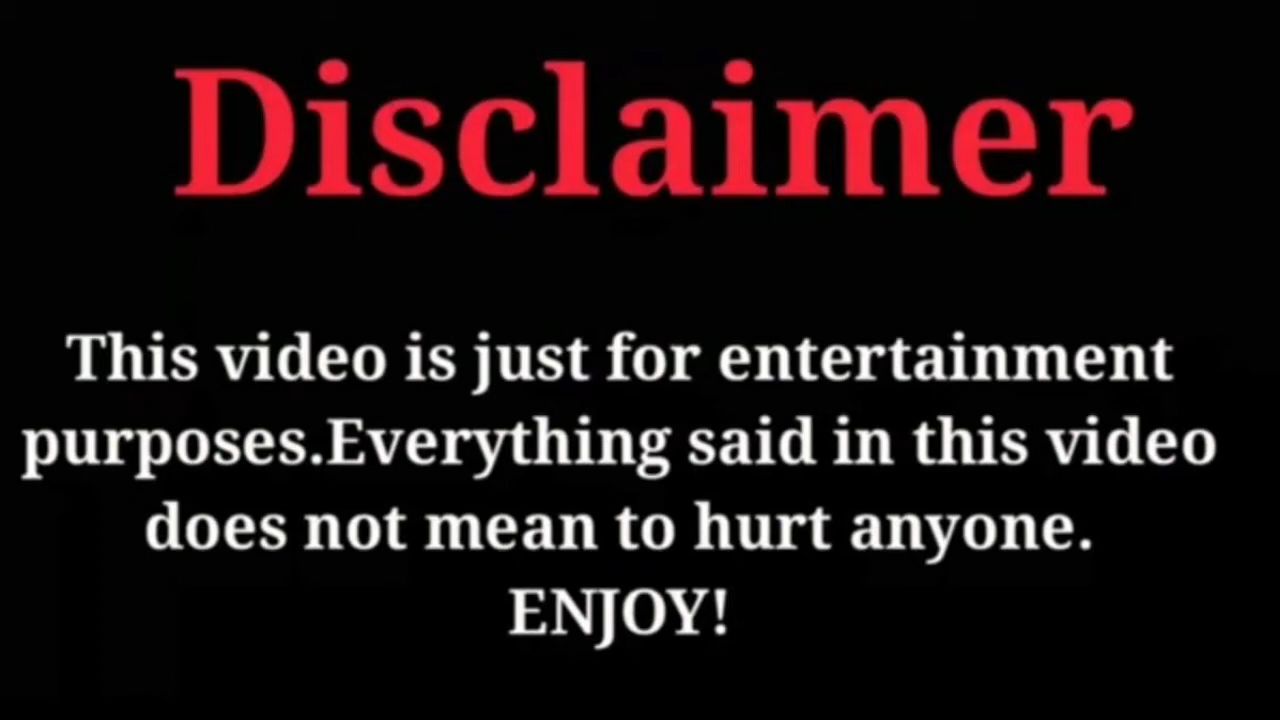 Disclaimer
This video is just for entertainment
purposes.Everything said in this video
does not mean to hurt anyone.
ENJOY!